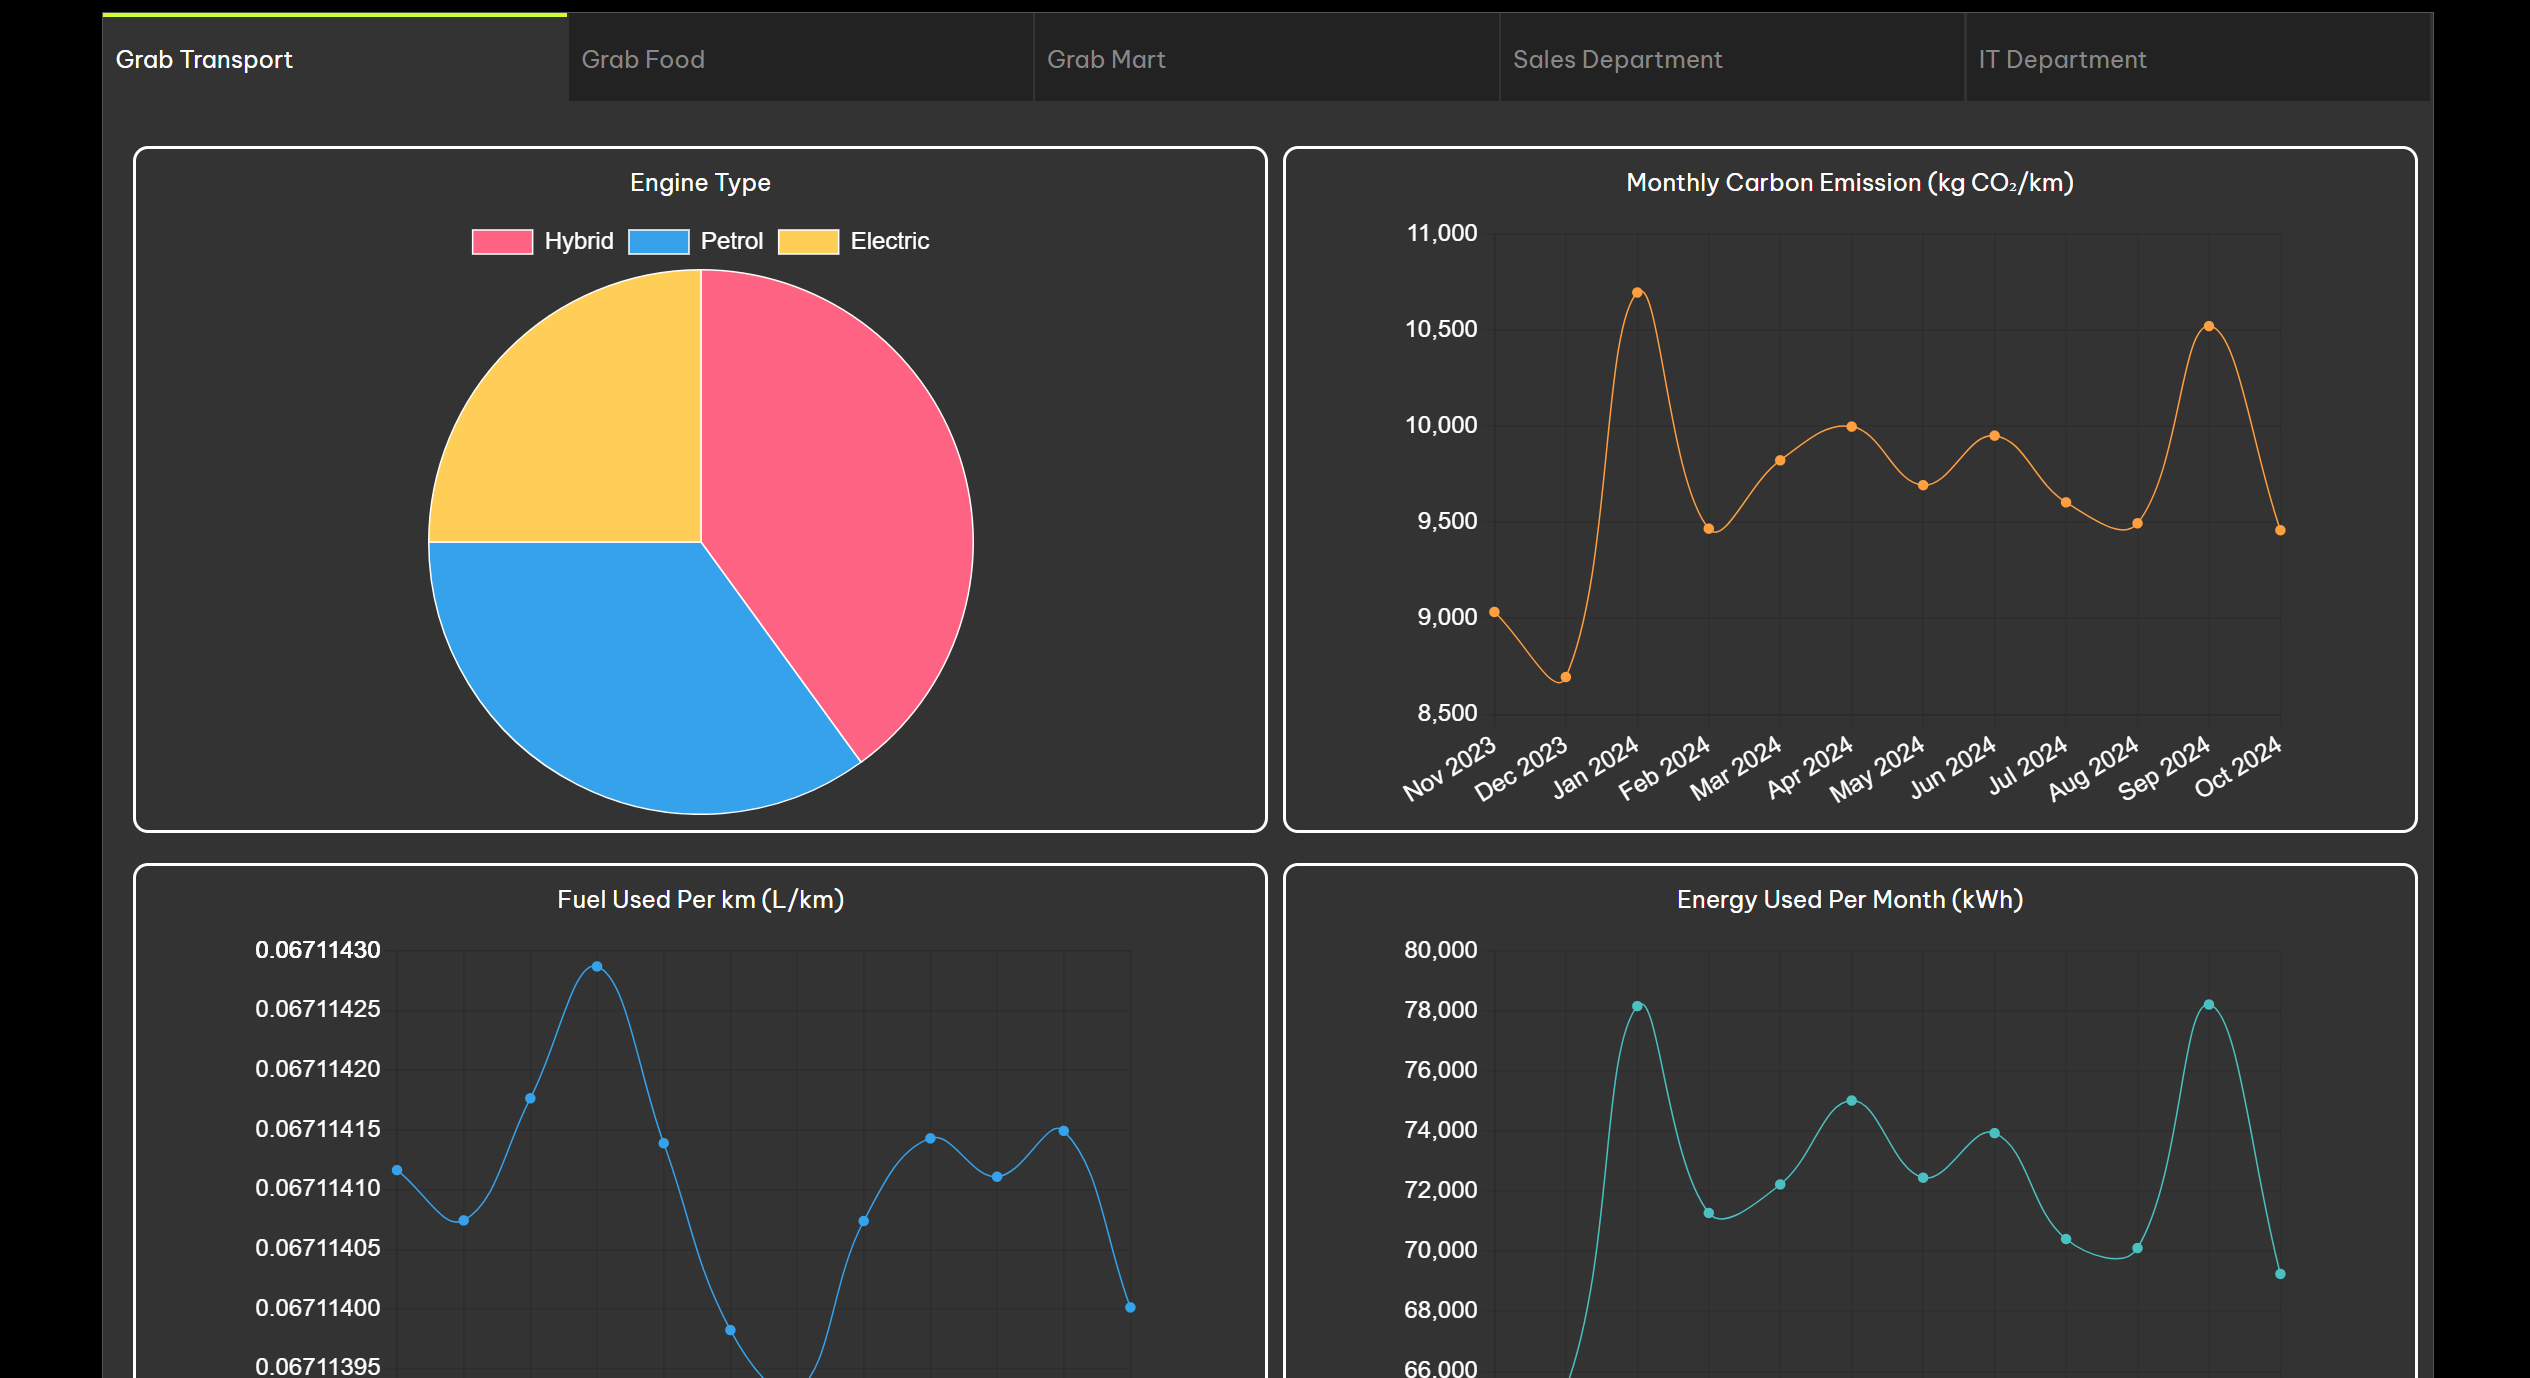 Grab Transport
Grab Food
Grab Mart
Sales Department
IT Department
Engine Type
Hybrid
Petrol
Electric
Monthly Carbon Emission (kg CO₂/km)
11,000
10,500
10,000
9,500
9,000
8,500
Nov 2023
Dec 2023
Jan 2024
Feb 2024
Mar 2024
Apr 2024
May 2024
Jun 2024
Jul 2024
Aug 2024
Sep 2024
Oct 2024
Fuel Used Per km (L/km)
0.06711430
0.06711425
0.06711420
0.06711415
0.06711410
0.06711405
0.06711400
0.06711395
Energy Used Per Month (kWh)
80,000
78,000
76,000
74,000
72,000
70,000
68,000
66,000